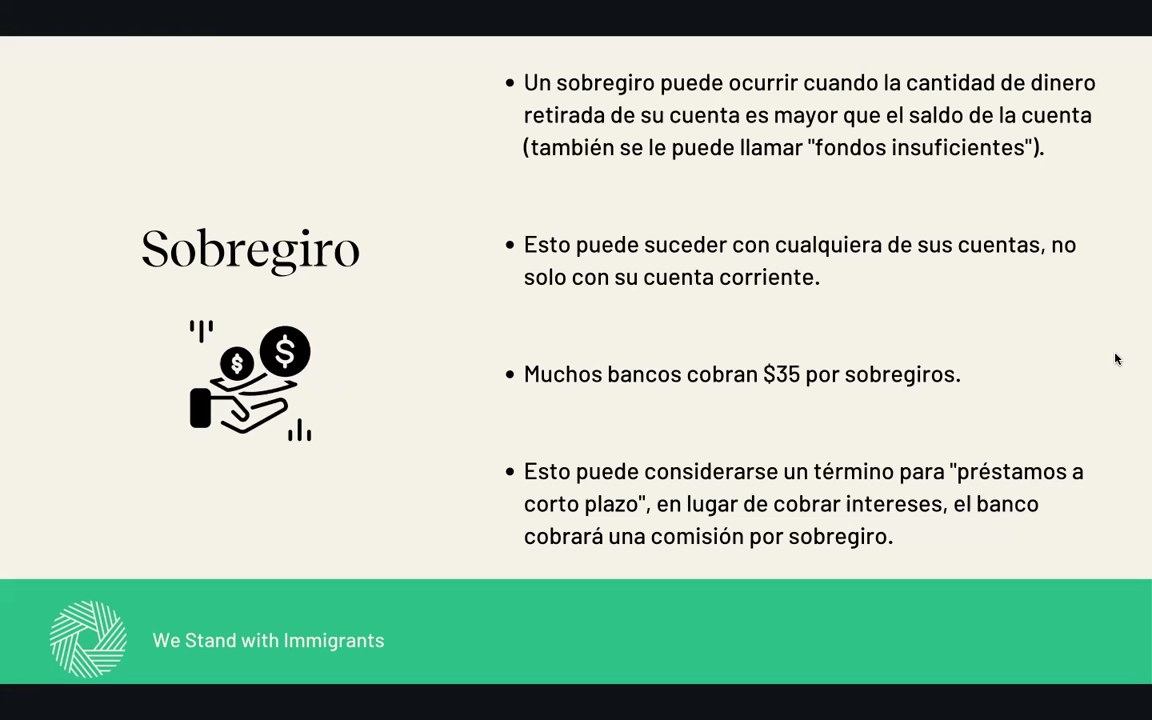 Sobregiro
• Un sobregiro puede ocurrir cuando la cantidad de dinero
retirada de su cuenta es mayor que el saldo de la cuenta
(también se le puede llamar "fondos insuficientes").
• Esto puede suceder con cualquiera de sus cuentas, no
solo con su cuenta corriente.
• Muchos bancos cobran $35 por sobregiros.
• Esto puede considerarse un término para "préstamos a
corto plazo", en lugar de cobrar intereses, el banco
cobrará una comisión por sobregiro.
We Stand with Immigrants